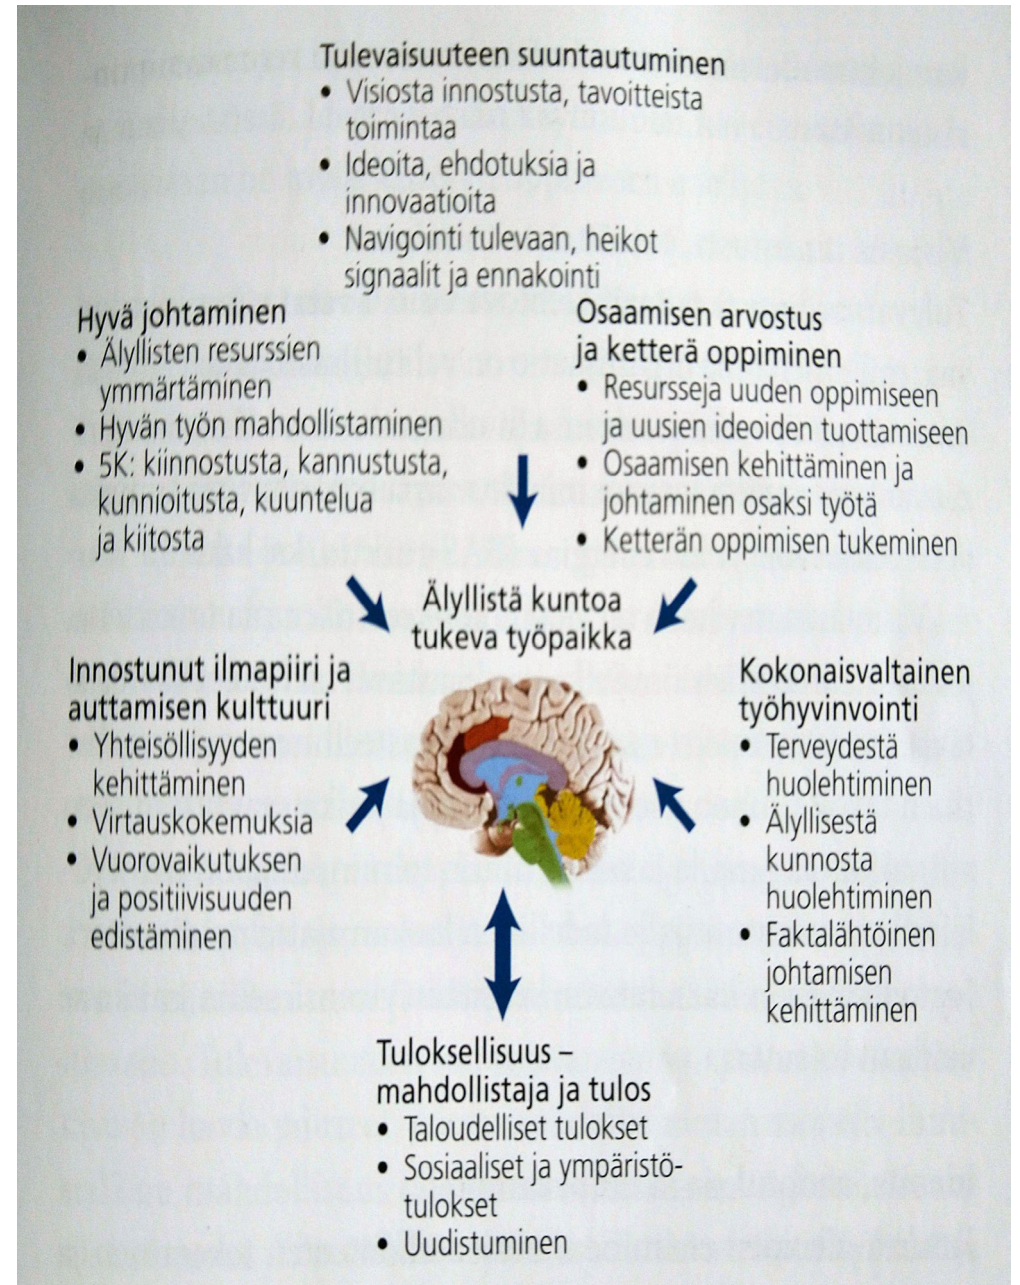 Tulevaisuuteen suuntautuminen
• Visiosta innostusta, tavoitteista
toimintaa
• Ideoita, ehdotuksia ja
innovaatioita
• Navigointi tulevaan, heikot
signaalit ja ennakointi
Hyvä johtaminen
• Älyllisten resurssien
ymmärtäminen
• Hyvän työn mahdollistaminen
• 5K: kiinnostusta, kannustusta,
kunnioitusta, kuuntelua
ja kiitosta
Osaamisen arvostus
ja ketterä oppiminen
• Resursseja uuden oppimiseen
ja uusien ideoiden tuottamiseen
• Osaamisen kehittäminen ja
johtaminen osaksi työtä
• Ketterän oppimisen tukeminen
Älyllistä kuntoa
tukeva työpaikka
Innostunut ilmapiiri ja
auttamisen kulttuuri
• Yhteisöllisyyden
kehittäminen
• Virtauskokemuksia
• Vuorovaikutuksen
ja positiivisuuden
edistäminen
Kokonaisvaltainen
työhyvinvointi
• Terveydestä
huolehtiminen
• Älyllisestä
kunnosta
huolehtiminen
• Faktalähtöinen
johtamisen
kehittäminen
Tuloksellisuus –
mahdollistaja ja tulos
• Taloudelliset tulokset
• Sosiaaliset ja ympäristö-
tulokset
• Uudistuminen